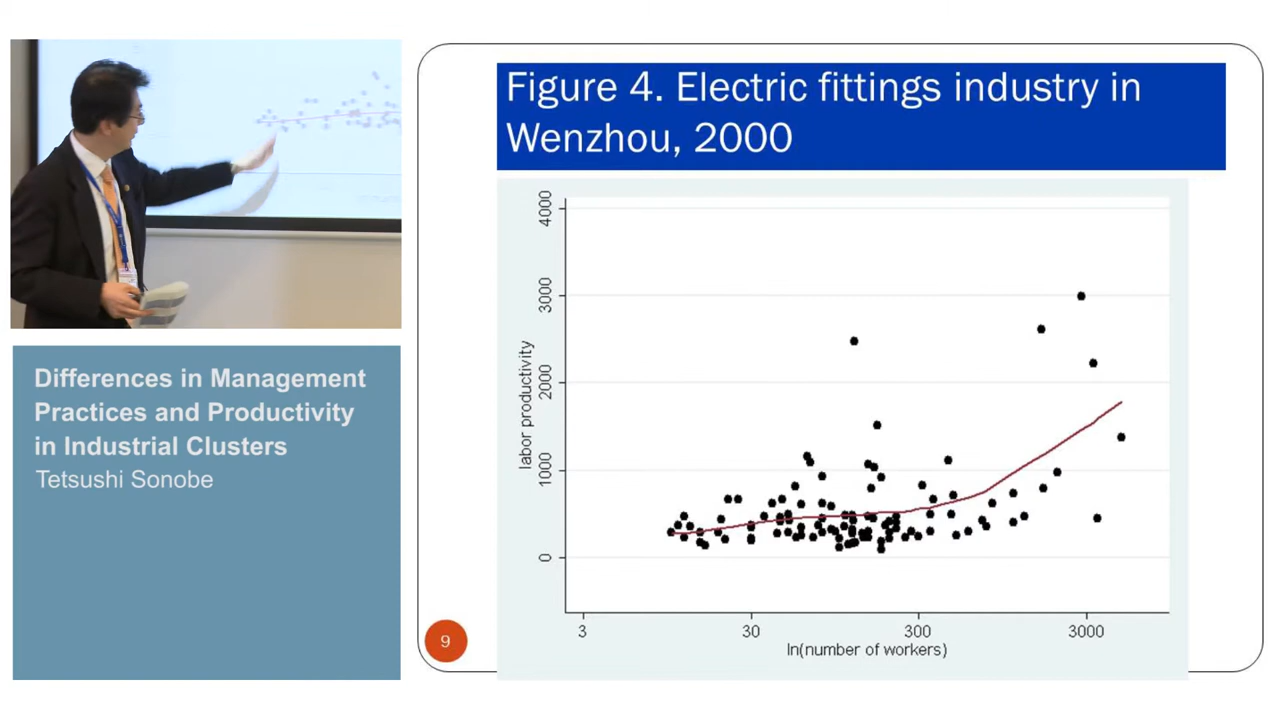 Figure 4. Electric fittings industry in
Wenzhou, 2000
4000
3000
2000
1000
0
labor productivity
3
30
300
3000
ln(number of workers)
9
Differences in Management
Practices and Productivity
in Industrial Clusters
Tetsushi Sonobe